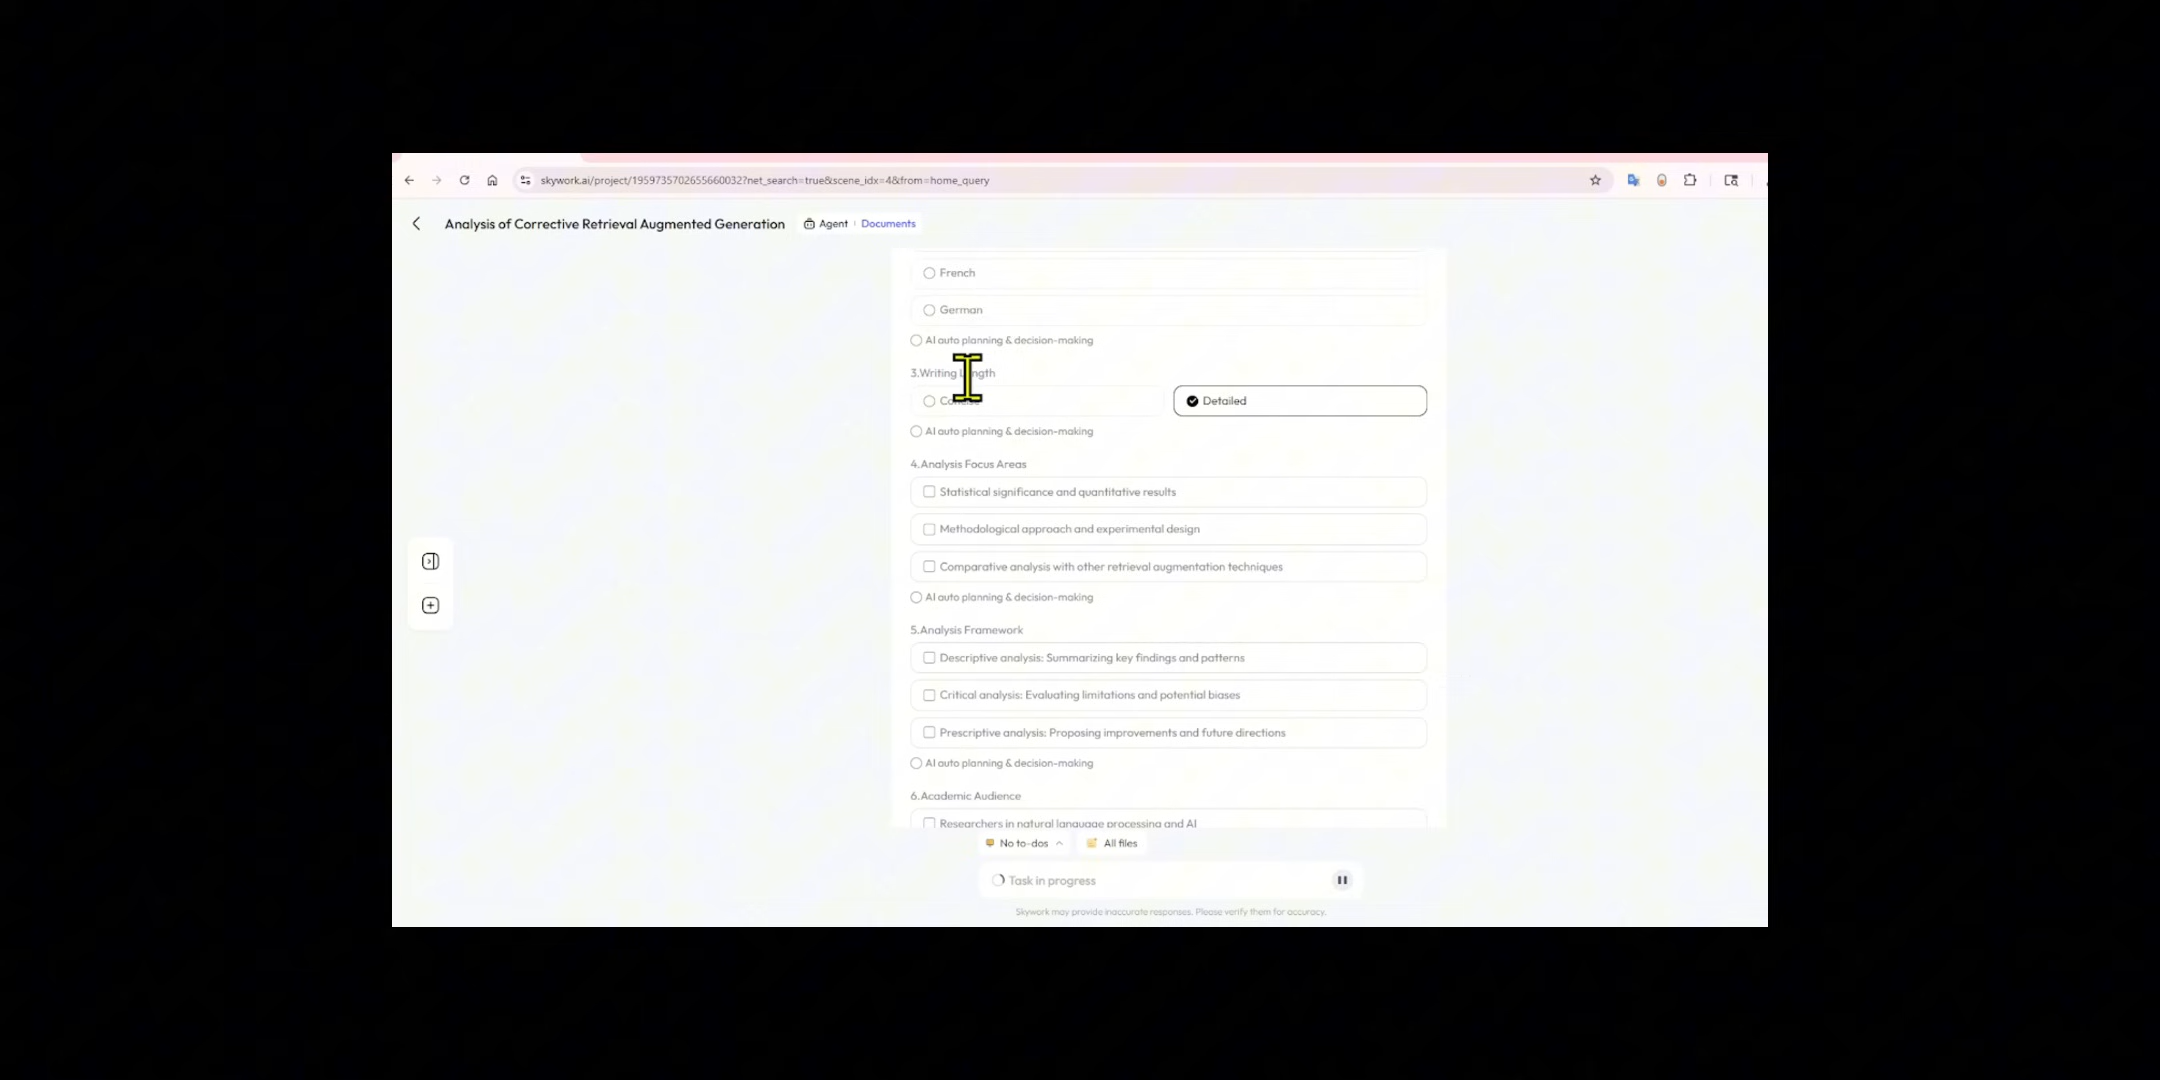 skywork.ai/project/1959735702655660032?net_search=true&scene_idx=4&from=home_query
Analysis of Corrective Retrieval Augmented Generation Agent Documents
French
German
AI auto planning & decision-making
3.Writing Length
Detailed
AI auto planning & decision-making
4.Analysis Focus Areas
Statistical significance and quantitative results
Methodological approach and experimental design
Comparative analysis with other retrieval augmentation techniques
AI auto planning & decision-making
5.Analysis Framework
Descriptive analysis: Summarizing key findings and patterns
Critical analysis: Evaluating limitations and potential biases
Prescriptive analysis: Proposing improvements and future directions
AI auto planning & decision-making
6.Academic Audience
Researchers in natural language processing and AI
No to-dos All files
Task in progress
Skywork may provide inaccurate responses. Please verify them for accuracy.